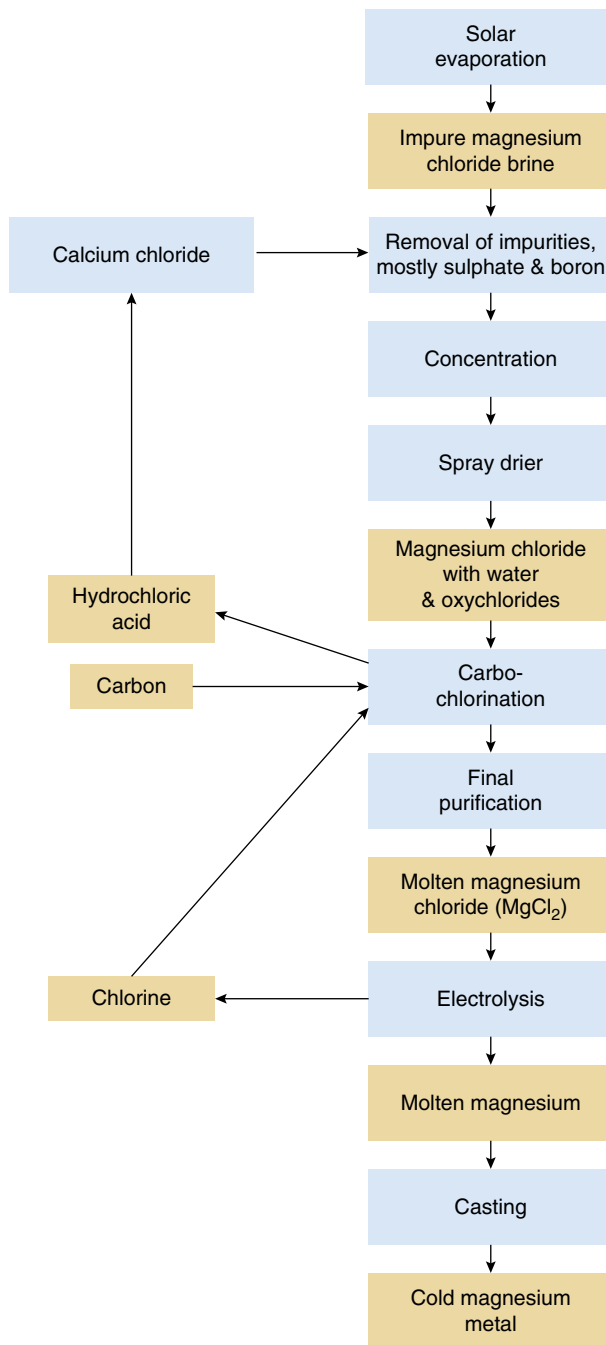 Solar
evaporation
Impure magnesium
chloride brine
Calcium chloride
Removal of impurities,
mostly sulphate & boron
Concentration
Spray drier
Magnesium chloride
with water
& oxychlorides
Hydrochloric
acid
Carbon
Carbo-
chlorination
Final
purification
Molten magnesium
chloride (MgCl₂)
Chlorine
Electrolysis
Molten magnesium
Casting
Cold magnesium
metal